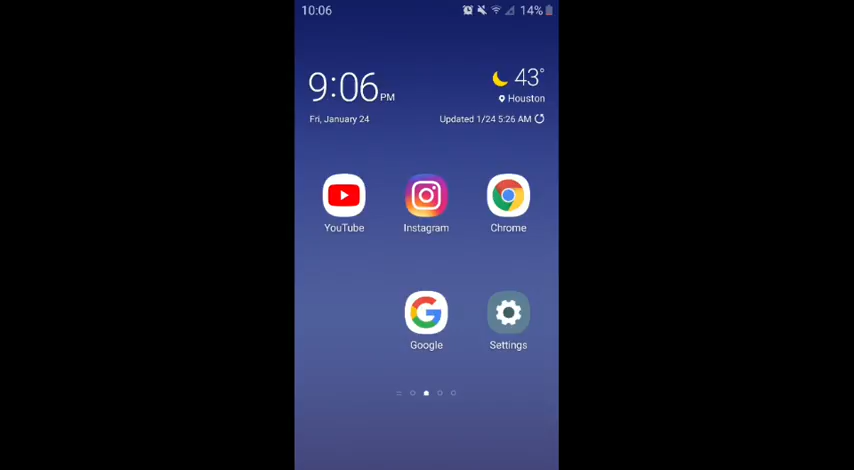 10:06 14%
9:06 PM
43°
Houston
Fri, January 24
Updated 1/24 5:26 AM
YouTube
Instagram
Chrome
Google
Settings